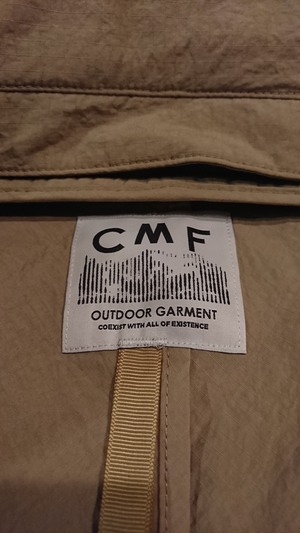 CMF
OUTDOOR GARMENT
COEXIST WITH ALL OF EXISTENCE